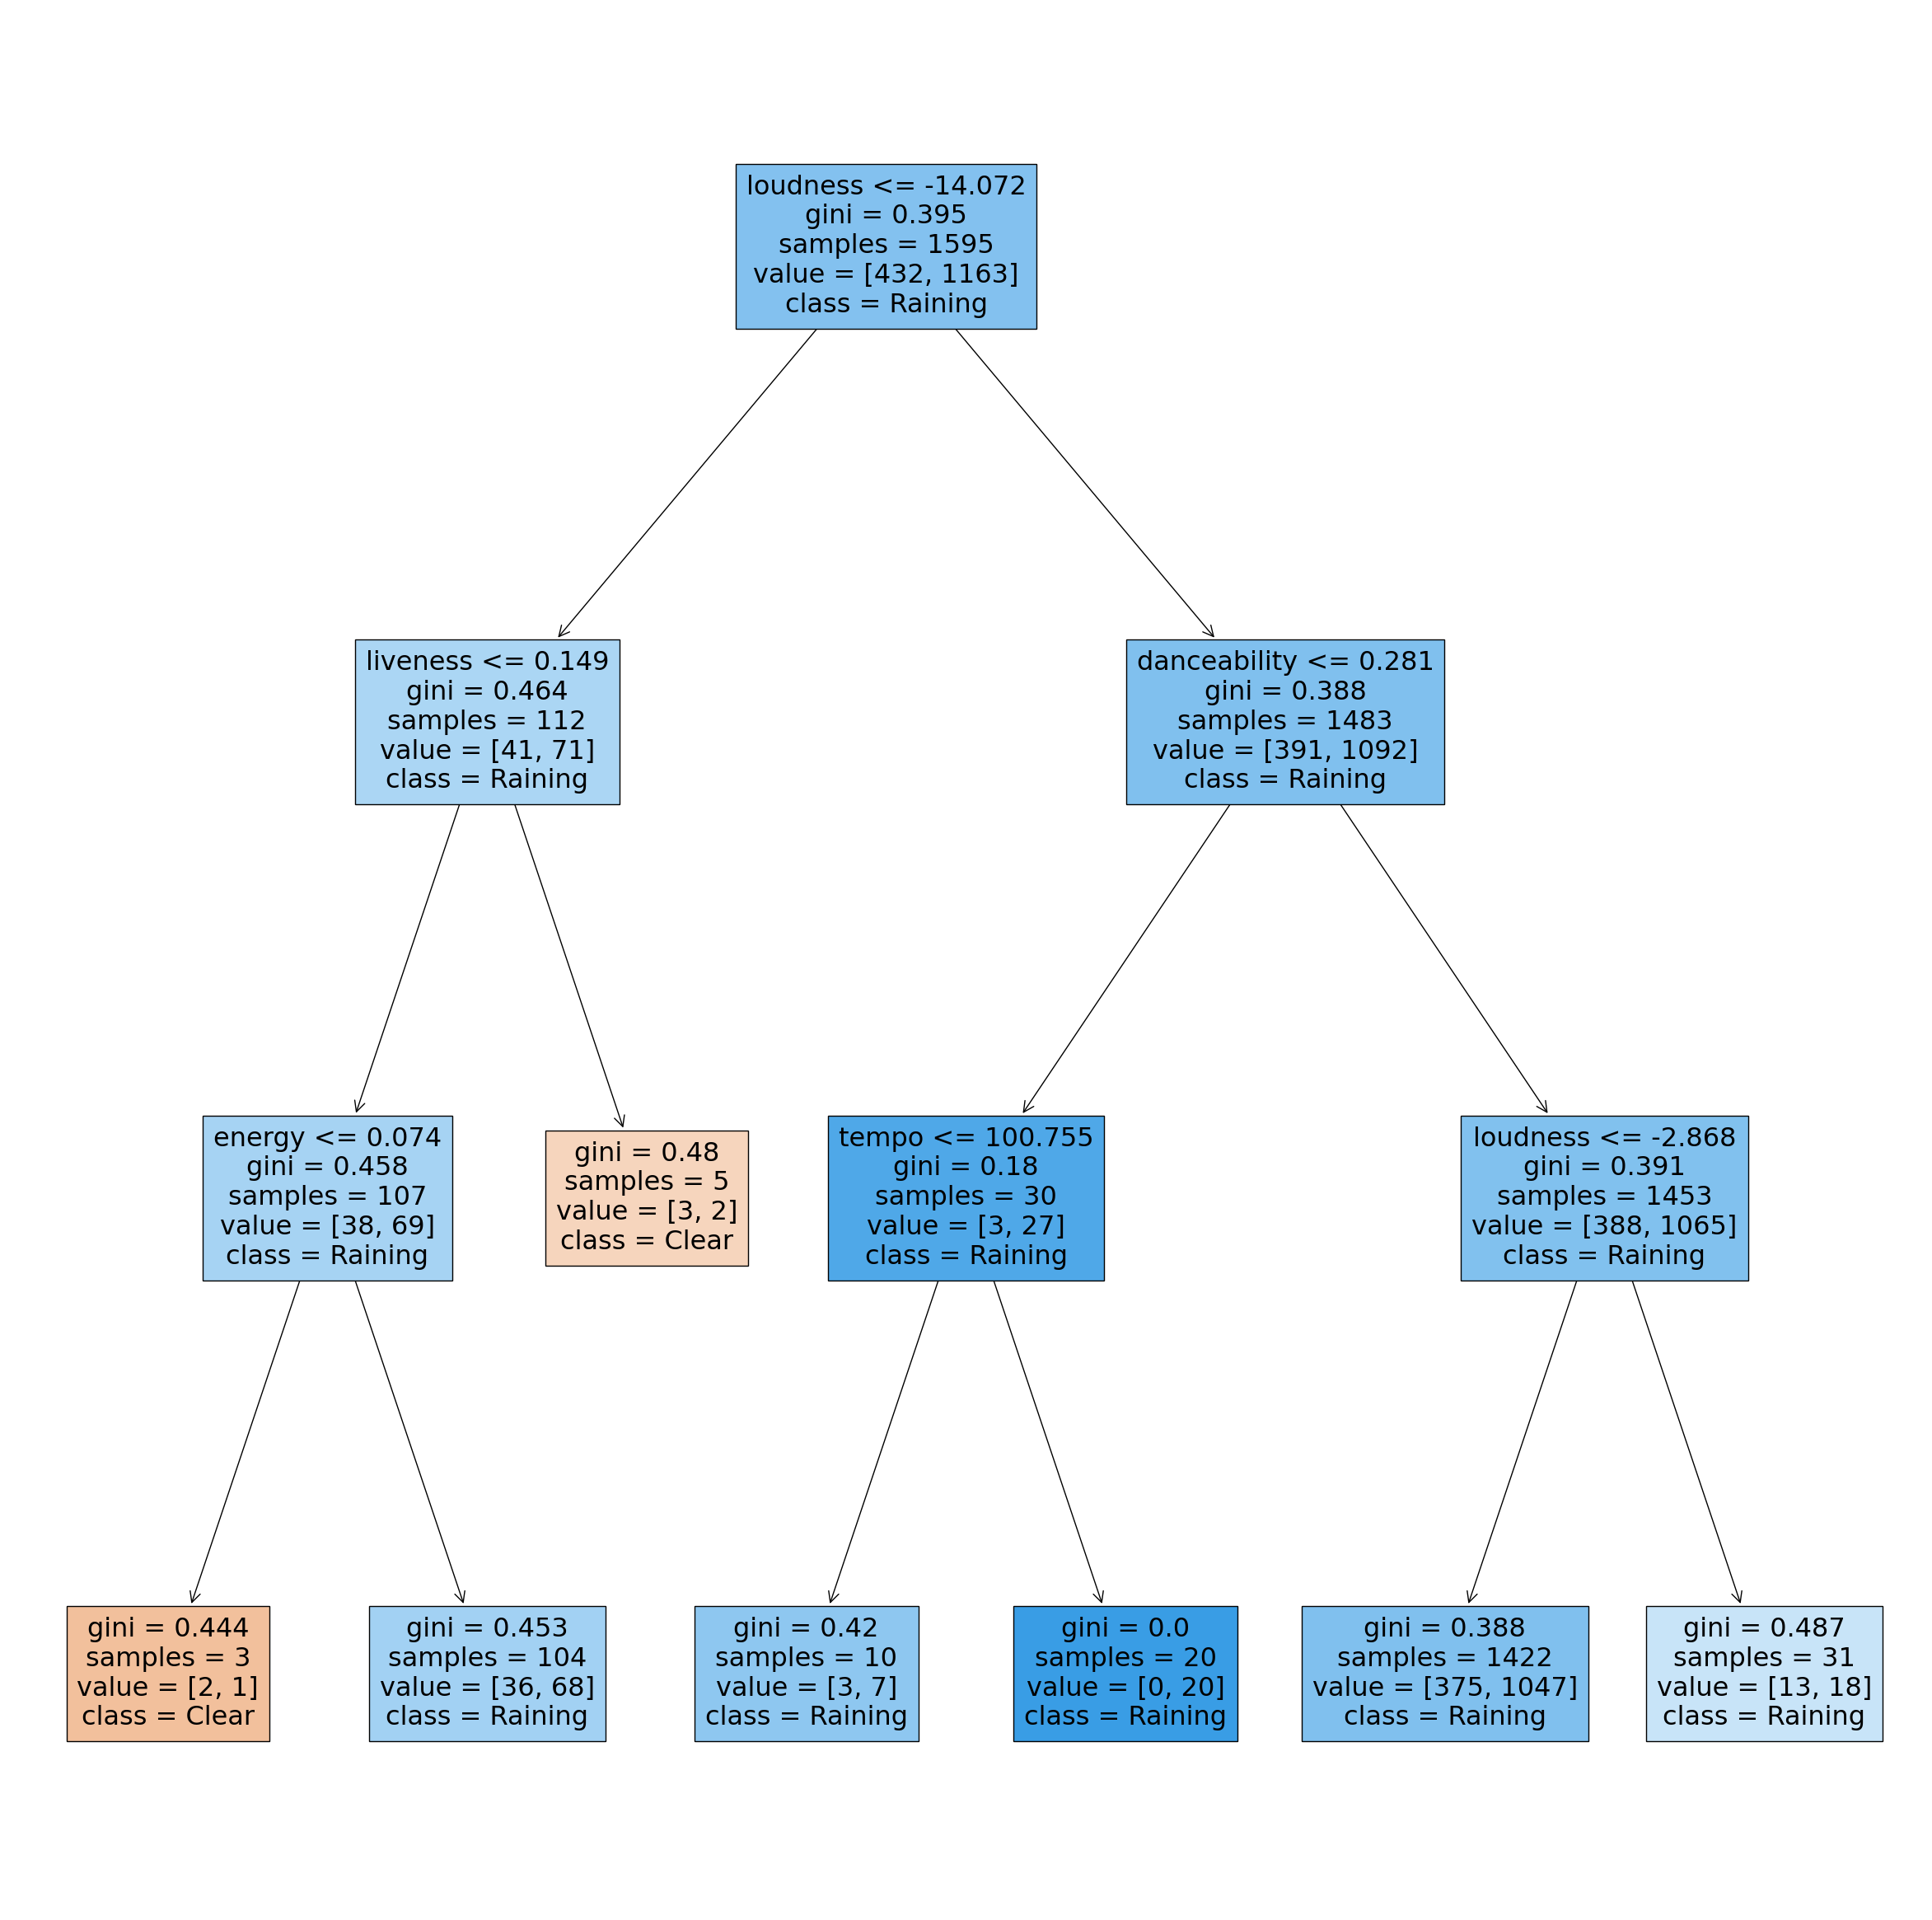 loudness <= -14.072
gini = 0.395
samples = 1595
value = [432, 1163]
class = Raining
liveness <= 0.149
gini = 0.464
samples = 112
value = [41, 71]
class = Raining
danceability <= 0.281
gini = 0.388
samples = 1483
value = [391, 1092]
class = Raining
energy <= 0.074
gini = 0.458
samples = 107
value = [38, 69]
class = Raining
gini = 0.48
samples = 5
value = [3, 2]
class = Clear
tempo <= 100.755
gini = 0.18
samples = 30
value = [3, 27]
class = Raining
loudness <= -2.868
gini = 0.391
samples = 1453
value = [388, 1065]
class = Raining
gini = 0.444
samples = 3
value = [2, 1]
class = Clear
gini = 0.453
samples = 104
value = [36, 68]
class = Raining
gini = 0.42
samples = 10
value = [3, 7]
class = Raining
gini = 0.0
samples = 20
value = [0, 20]
class = Raining
gini = 0.388
samples = 1422
value = [375, 1047]
class = Raining
gini = 0.487
samples = 31
value = [13, 18]
class = Raining